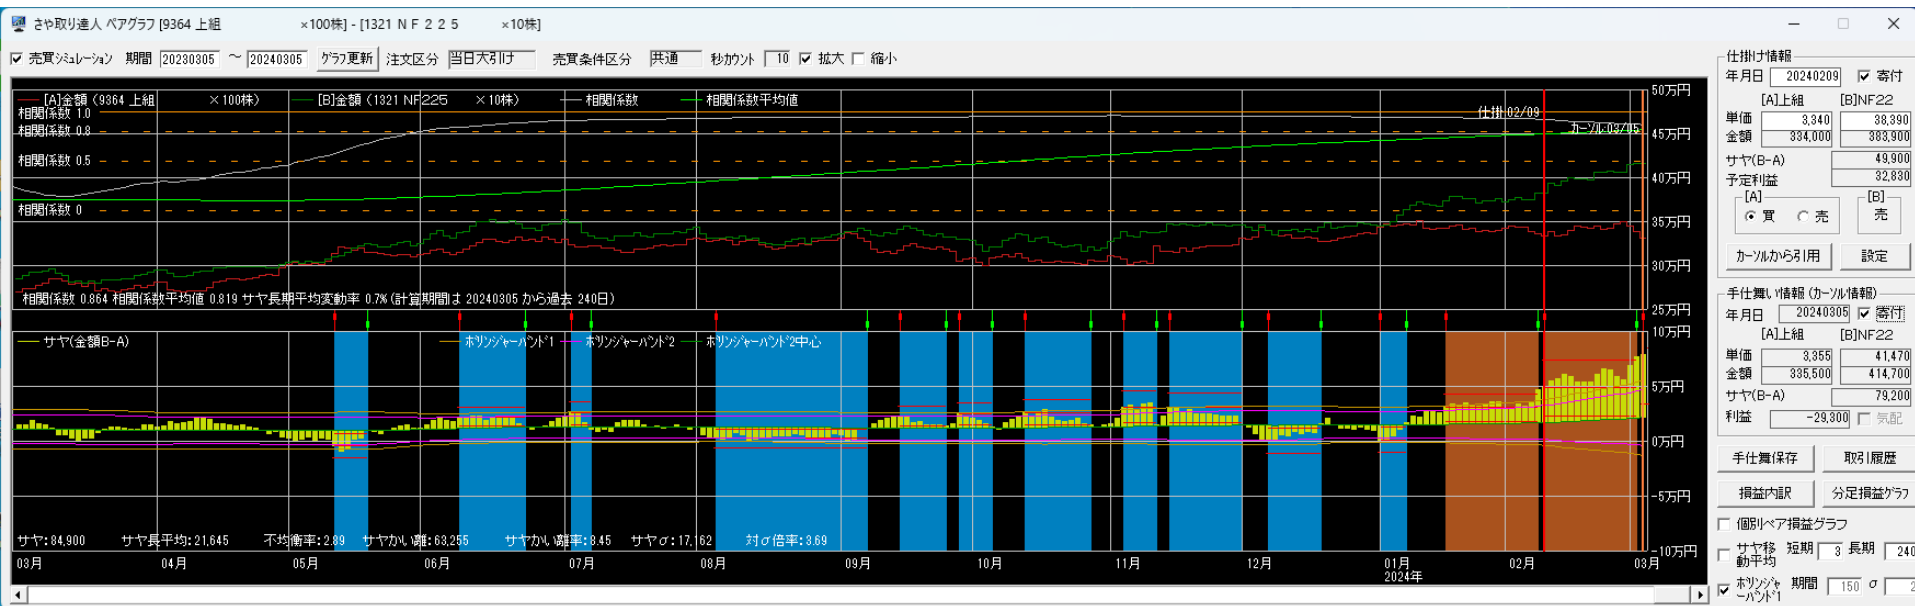 さや取り達人 ペアグラフ [9364 上組 ×100株] - [1321 ＮＦ２２５ ×10株]
売買シミュレーション 期間 20230305 ～ 20240305 グラフ更新 注文区分 当日大引け 売買条件区分 共通 秒カウント 10 拡大 縮小
[A]金額 (9364 上組 ×100株) [B]金額 (1321 NF225 ×10株) 相関係数 相関係数平均値
相関係数 1.0
相関係数 0.8
相関係数 0.5
相関係数 0
仕掛 02/09
カーソル 03/05
相関係数 0.864 相関係数平均値 0.819 サヤ長期平均変動率 0.7% (計算期間は 20240305 から過去 240日)
50万円
45万円
40万円
35万円
30万円
25万円
サヤ(金額B-A) ボリンジャーバンド1 ボリンジャーバンド2 ボリンジャーバンド2中心
10万円
5万円
0万円
-5万円
-10万円
サヤ:84,900 サヤ長平均:21,645 不均衡率:2.89 サヤかい離:63,255 サヤかい離率:8.45 サヤσ:17,162 対σ倍率:3.69
03月 04月 05月 06月 07月 08月 09月 10月 11月 12月 01月 02月 03月
2024年
仕掛け情報
年月日 20240209 寄付
[A]上組 [B]NF22
単価 3,340 38,390
金額 334,000 383,900
サヤ(B-A) 49,900
予定利益 32,830
[A] [B]
買 売 売
カーソルから引用 設定
手仕舞い情報 (カーソル情報)
年月日 20240305 寄付
[A]上組 [B]NF22
単価 3,355 41,470
金額 335,500 414,700
サヤ(B-A) 79,200
利益 -29,300 気配
手仕舞保存 取引履歴
損益内訳 分足損益グラフ
個別ペア損益グラフ
サヤ移動平均 短期 3 長期 240
ボリンジャーバンド1 期間 150 σ 2